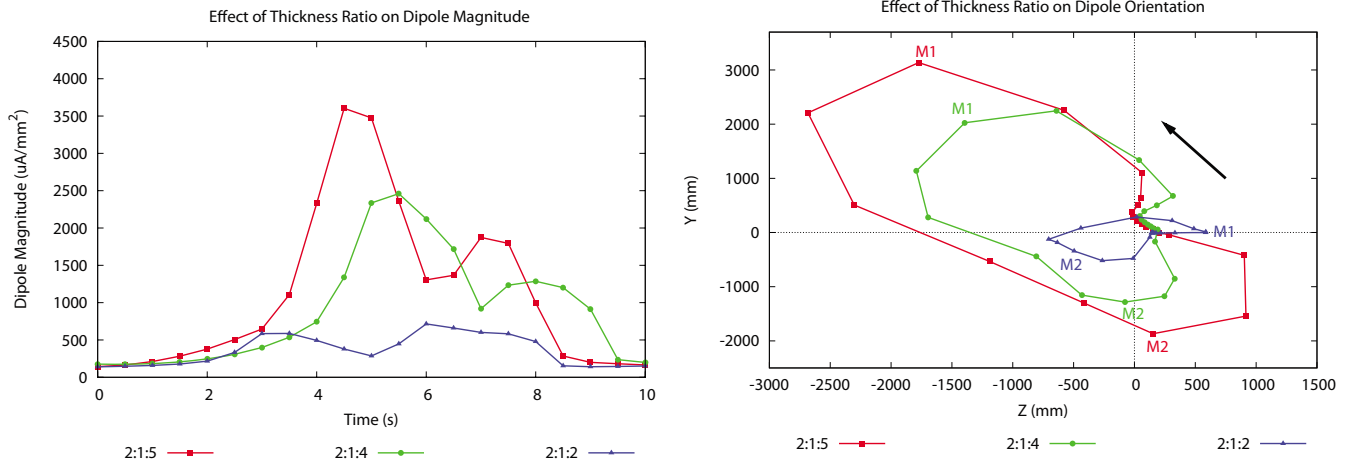 Effect of Thickness Ratio on Dipole Magnitude
4500
4000
3500
3000
2500
2000
1500
1000
500
0
Dipole Magnitude (uA/mm²)
0 2 4 6 8 10
Time (s)
2:1:5 2:1:4 2:1:2
Effect of Thickness Ratio on Dipole Orientation
3000
2000
1000
0
-1000
-2000
Y (mm)
M1
M1
M1
M2
M2
M2
-3000 -2500 -2000 -1500 -1000 -500 0 500 1000 1500
Z (mm)
2:1:5 2:1:4 2:1:2